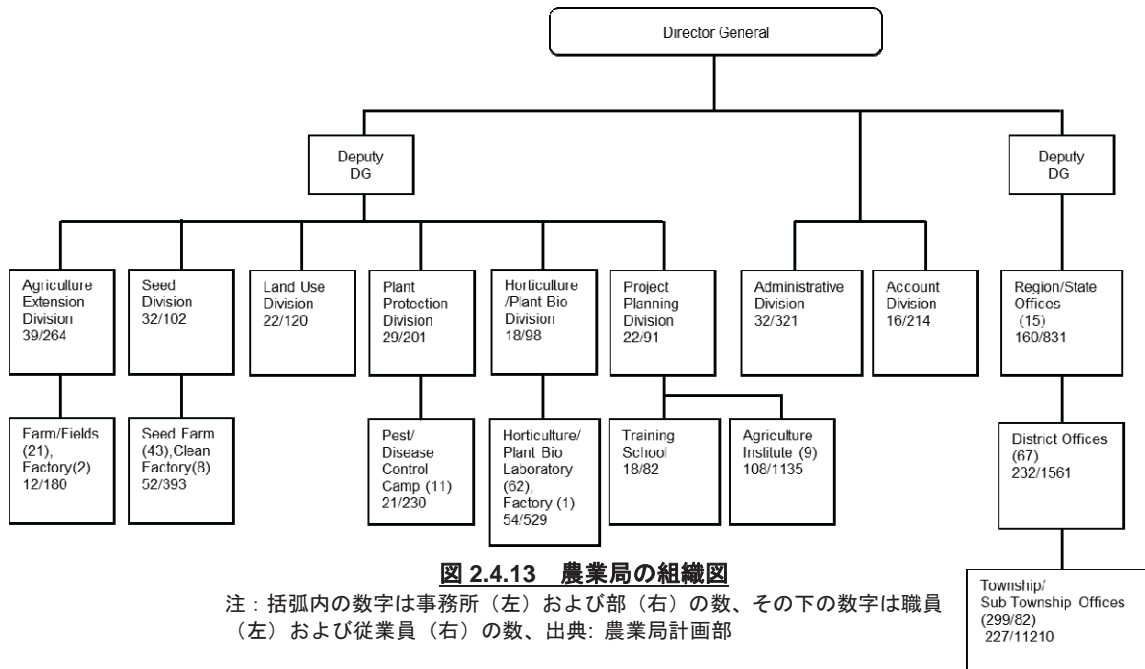 Director General
Deputy
DG
Deputy
DG
Agriculture
Extension
Division
39/264
Seed
Division
32/102
Land Use
Division
22/120
Plant
Protection
Division
29/201
Horticulture
/Plant Bio
Division
18/98
Project
Planning
Division
22/91
Administrative
Division
32/321
Account
Division
16/214
Region/State
Offices
(15)
160/831
Farm/Fields
(21),
Factory(2)
12/180
Seed Farm
(43),Clean
Factory(8)
52/393
Pest/
Disease
Control
Camp (11)
21/230
Horticulture/
Plant Bio
Laboratory
(62),
Factory (1)
54/529
Training
School
18/82
Agriculture
Institute (9)
108/1135
District Offices
(67)
232/1561
Township/
Sub Township Offices
(299/82)
227/11210
図 2.4.13 農業局の組織図
注：括弧内の数字は事務所（左）および部（右）の数、その下の数字は職員
（左）および従業員（右）の数、出典: 農業局計画部